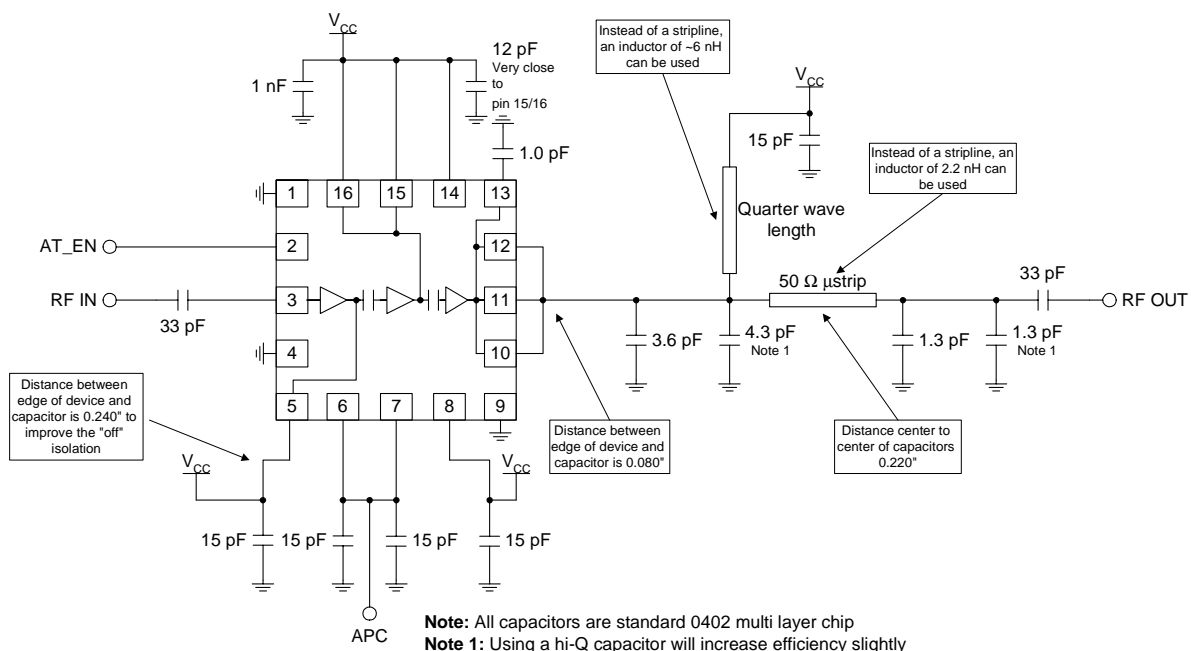 VCC
1 nF
12 pF
Very close
to
pin 15/16
1.0 pF
Instead of a stripline,
an inductor of ~6 nH
can be used
VCC
15 pF
Instead of a stripline, an
inductor of 2.2 nH can
be used
1
16
15
14
13
Quarter wave
length
AT_EN
2
12
50 Ω µstrip
33 pF
RF IN
3
11
RF OUT
33 pF
3.6 pF
4.3 pF
Note 1
1.3 pF
1.3 pF
Note 1
4
10
Distance between
edge of device and
capacitor is 0.240" to
improve the "off"
isolation
5
6
7
8
9
Distance between
edge of device and
capacitor is 0.080"
Distance center to
center of capacitors
0.220"
VCC
VCC
15 pF
15 pF
15 pF
15 pF
APC
Note: All capacitors are standard 0402 multi layer chip
Note 1: Using a hi-Q capacitor will increase efficiency slightly